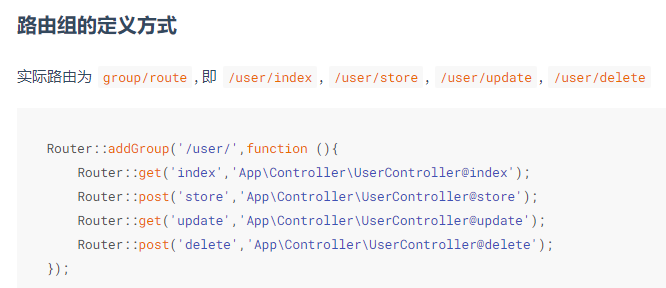 路由组的定义方式
实际路由为 group/route , 即 /user/index , /user/store , /user/update , /user/delete
Router::addGroup('/user/',function (){
    Router::get('index','App\Controller\UserController@index');
    Router::post('store','App\Controller\UserController@store');
    Router::get('update','App\Controller\UserController@update');
    Router::post('delete','App\Controller\UserController@delete');
});